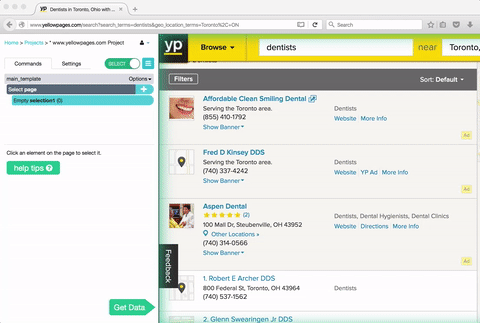 yp Dentists in Toronto, Ohio with ... × +
www.yellowpages.com/search?search_terms=dentists&geo_location_terms=Toronto%2C+ON
Search
Home > Projects > * www.yellowpages.com Project
Commands Settings SELECT
main_template Options
Select page +
Empty selection1 (0)
Click an element on the page to select it.
help tips ?
Get Data
Feedback
yp Browse dentists near Toronto,
Filters Sort: Default
Affordable Clean Smiling Dental
Serving the Toronto area.
Dentists
(855) 410-1792
Website More Info
Show Banner
Ad
Fred D Kinsey DDS
Serving the Toronto area.
Dentists
(740) 337-4242
Website YP Ad More Info
Show Banner
Ad
Aspen Dental
(2)
Dentists, Dental Hygienists, Dental Clinics
100 Mall Dr, Steubenville, OH 43952
Website Directions More Info
Other Locations »
(740) 314-0566
Show Banner
Ad
1. Robert E Archer DDS
800 Federal St, Toronto, OH 43964
Dentists
(740) 537-1562
2. Glenn Swearingen Jr DDS